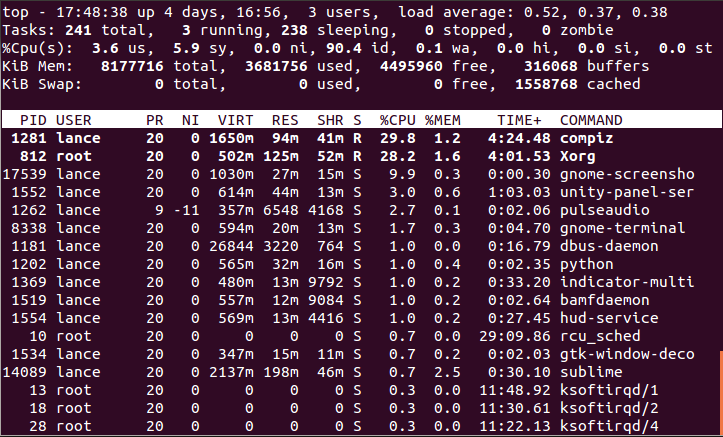 top - 17:48:38 up 4 days, 16:56,  3 users,  load average: 0.52, 0.37, 0.38
Tasks: 241 total,   3 running, 238 sleeping,   0 stopped,   0 zombie
%Cpu(s):  3.6 us,  5.9 sy,  0.0 ni, 90.4 id,  0.1 wa,  0.0 hi,  0.0 si,  0.0 st
KiB Mem:   8177716 total,  3681756 used,  4495960 free,   316068 buffers
KiB Swap:        0 total,        0 used,        0 free,  1558768 cached
PID USER      PR  NI  VIRT  RES  SHR S  %CPU %MEM    TIME+  COMMAND
1281 lance     20   0 1650m  94m  41m R  29.8  1.2   4:24.48 compiz
812 root      20   0  502m 125m  52m R  28.2  1.6   4:01.53 Xorg
17539 lance     20   0 1030m  27m  15m S   9.9  0.3   0:00.30 gnome-screensho
1552 lance     20   0  614m  44m  13m S   3.0  0.6   1:03.03 unity-panel-ser
1262 lance      9 -11  357m 6548 4168 S   2.7  0.1   0:02.06 pulseaudio
8338 lance     20   0  594m  20m  13m S   1.7  0.3   0:04.70 gnome-terminal
1181 lance     20   0 26844 3220  764 S   1.0  0.0   0:16.79 dbus-daemon
1202 lance     20   0  565m  32m  16m S   1.0  0.4   0:02.35 python
1369 lance     20   0  480m  13m 9792 S   1.0  0.2   0:33.20 indicator-multi
1519 lance     20   0  557m  12m 9084 S   1.0  0.2   0:02.64 bamfdaemon
1554 lance     20   0  569m  13m 4416 S   1.0  0.2   0:27.45 hud-service
10 root      20   0     0    0    0 S   0.7  0.0  29:09.86 rcu_sched
1534 lance     20   0  347m  15m  11m S   0.7  0.2   0:02.03 gtk-window-deco
14089 lance     20   0 2137m 198m  46m S   0.7  2.5   0:30.10 sublime
13 root      20   0     0    0    0 S   0.3  0.0  11:48.92 ksoftirqd/1
18 root      20   0     0    0    0 S   0.3  0.0  11:30.61 ksoftirqd/2
28 root      20   0     0    0    0 S   0.3  0.0  11:22.13 ksoftirqd/4